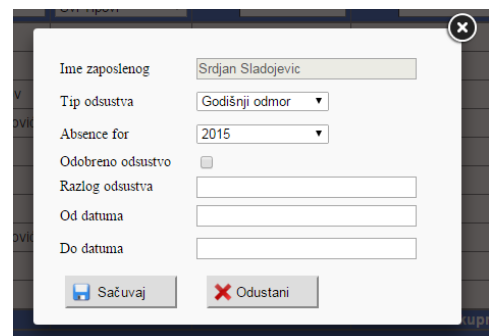 Ime zaposlenog Srdjan Sladojevic
Tip odsustva Godišnji odmor
Absence for 2015
Odobreno odsustvo
Razlog odsustva
Od datuma
Do datuma
Sačuvaj Odustani